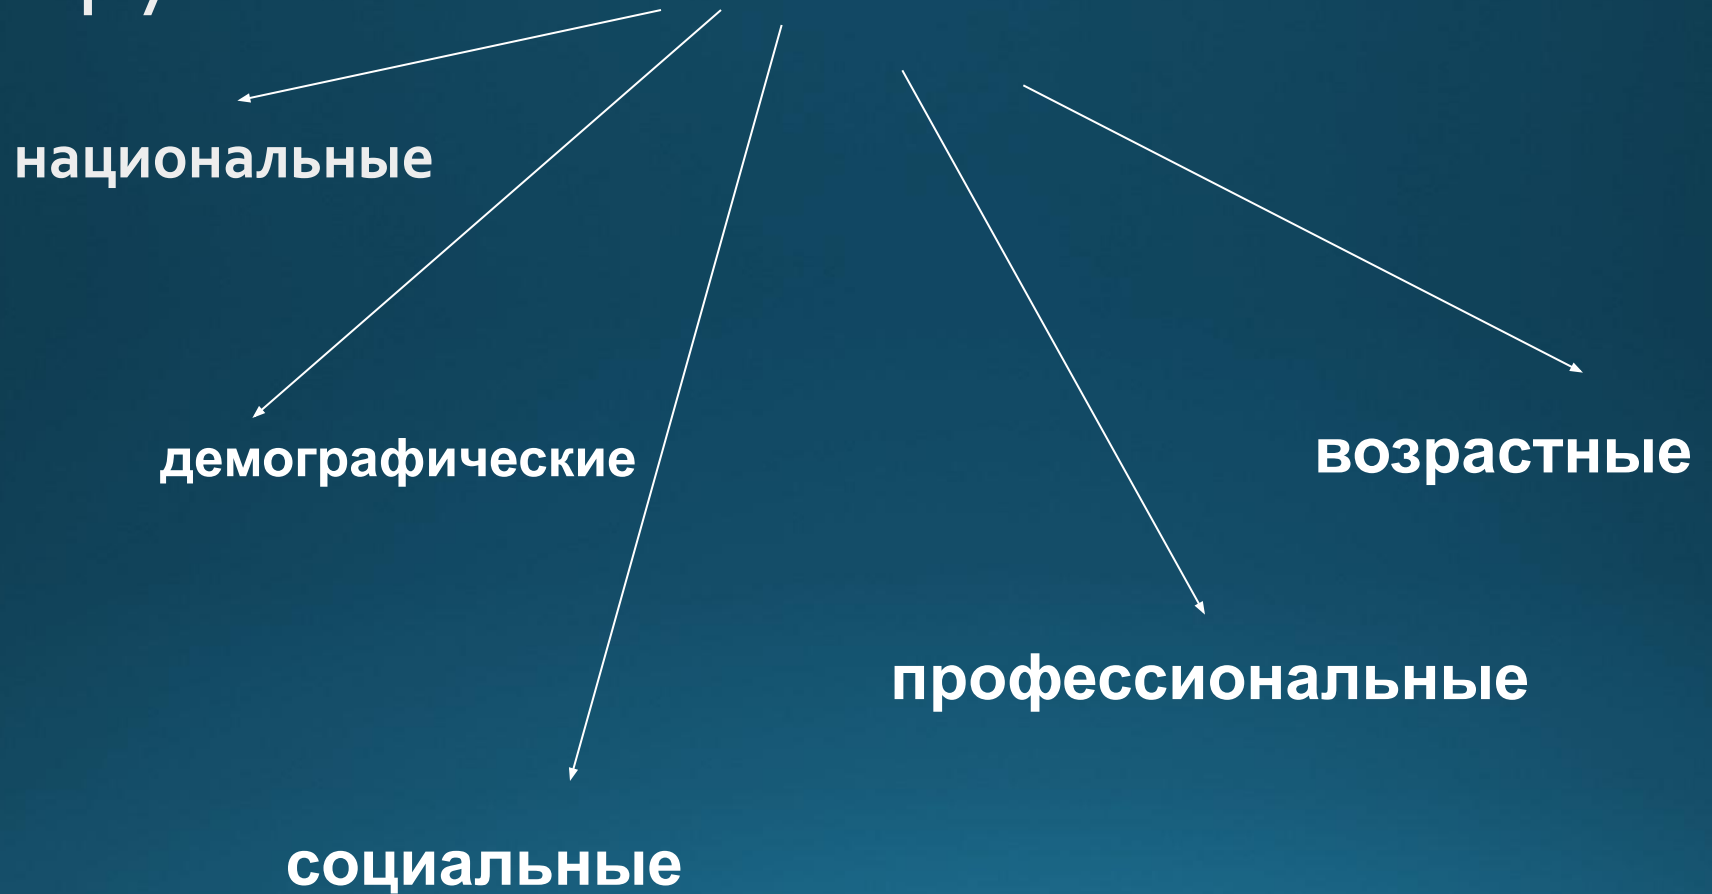 национальные
демографические
возрастные
профессиональные
социальные